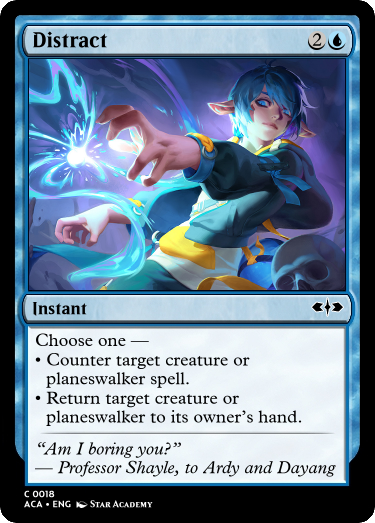 Distract 2
Instant
Choose one —
• Counter target creature or
planeswalker spell.
• Return target creature or
planeswalker to its owner's hand.
“Am I boring you?”
— Professor Shayle, to Ardy and Dayang
C 0018
ACA • ENG Star Academy